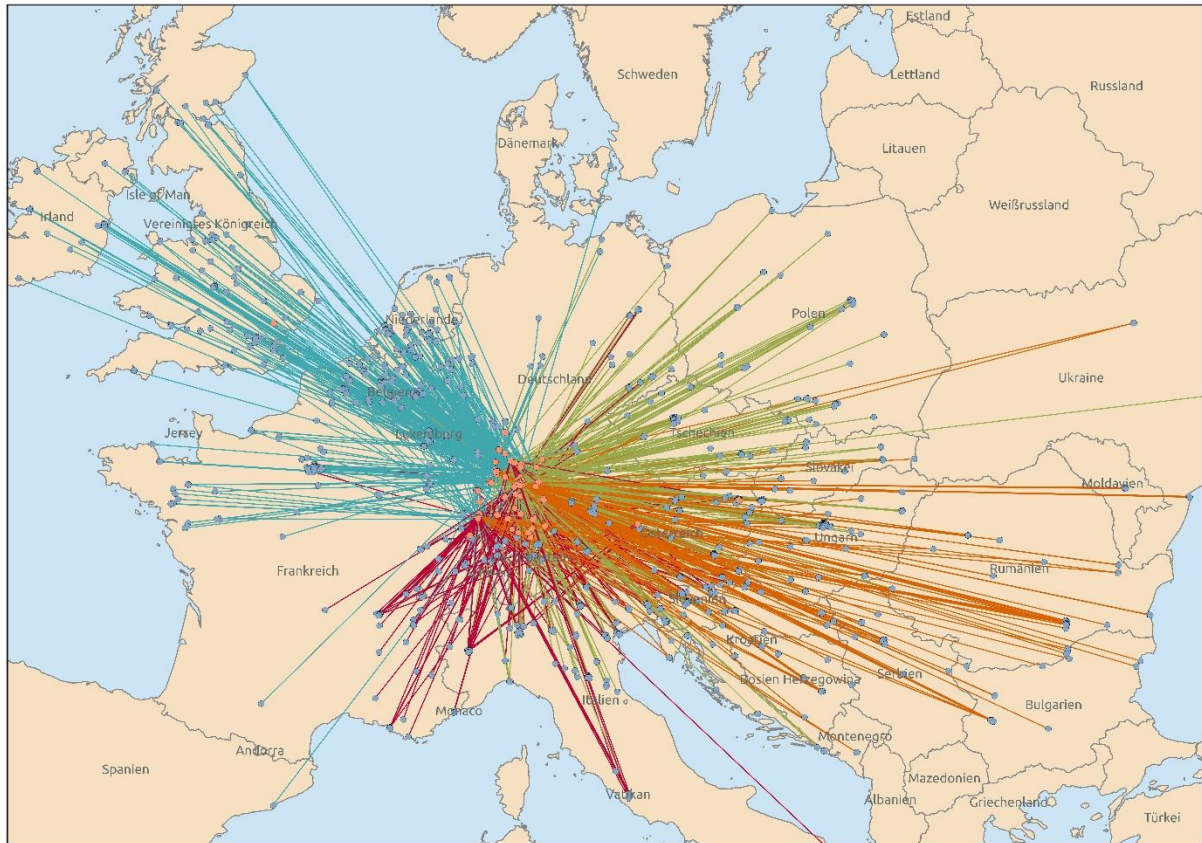 Estland
Schweden
Lettland
Russland
Dänemark
Litauen
Isle of Man
Irland
Vereinigtes Königreich
Weißrussland
Niederlande
Polen
Deutschland
Ukraine
Belgien
Jersey
Luxemburg
Tschechien
Slowakei
Moldavien
Österreich
Ungarn
Frankreich
Rumänien
Slovenien
Kroatien
Bosien Herzegowina
Serbien
Italien
Monaco
Bulgarien
Montenegro
Andorra
Spanien
Mazedonien
Vatikan
Albanien
Griechenland
Türkei